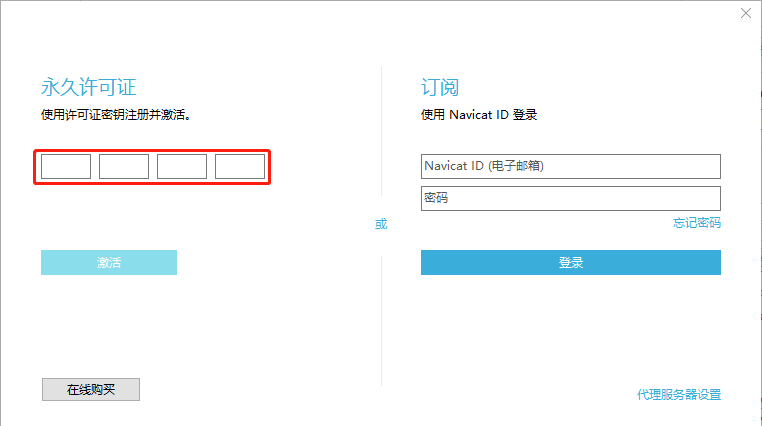 永久许可证
使用许可证密钥注册并激活。
激活
在线购买
或
订阅
使用 Navicat ID 登录
Navicat ID (电子邮箱)
密码
忘记密码
登录
代理服务器设置